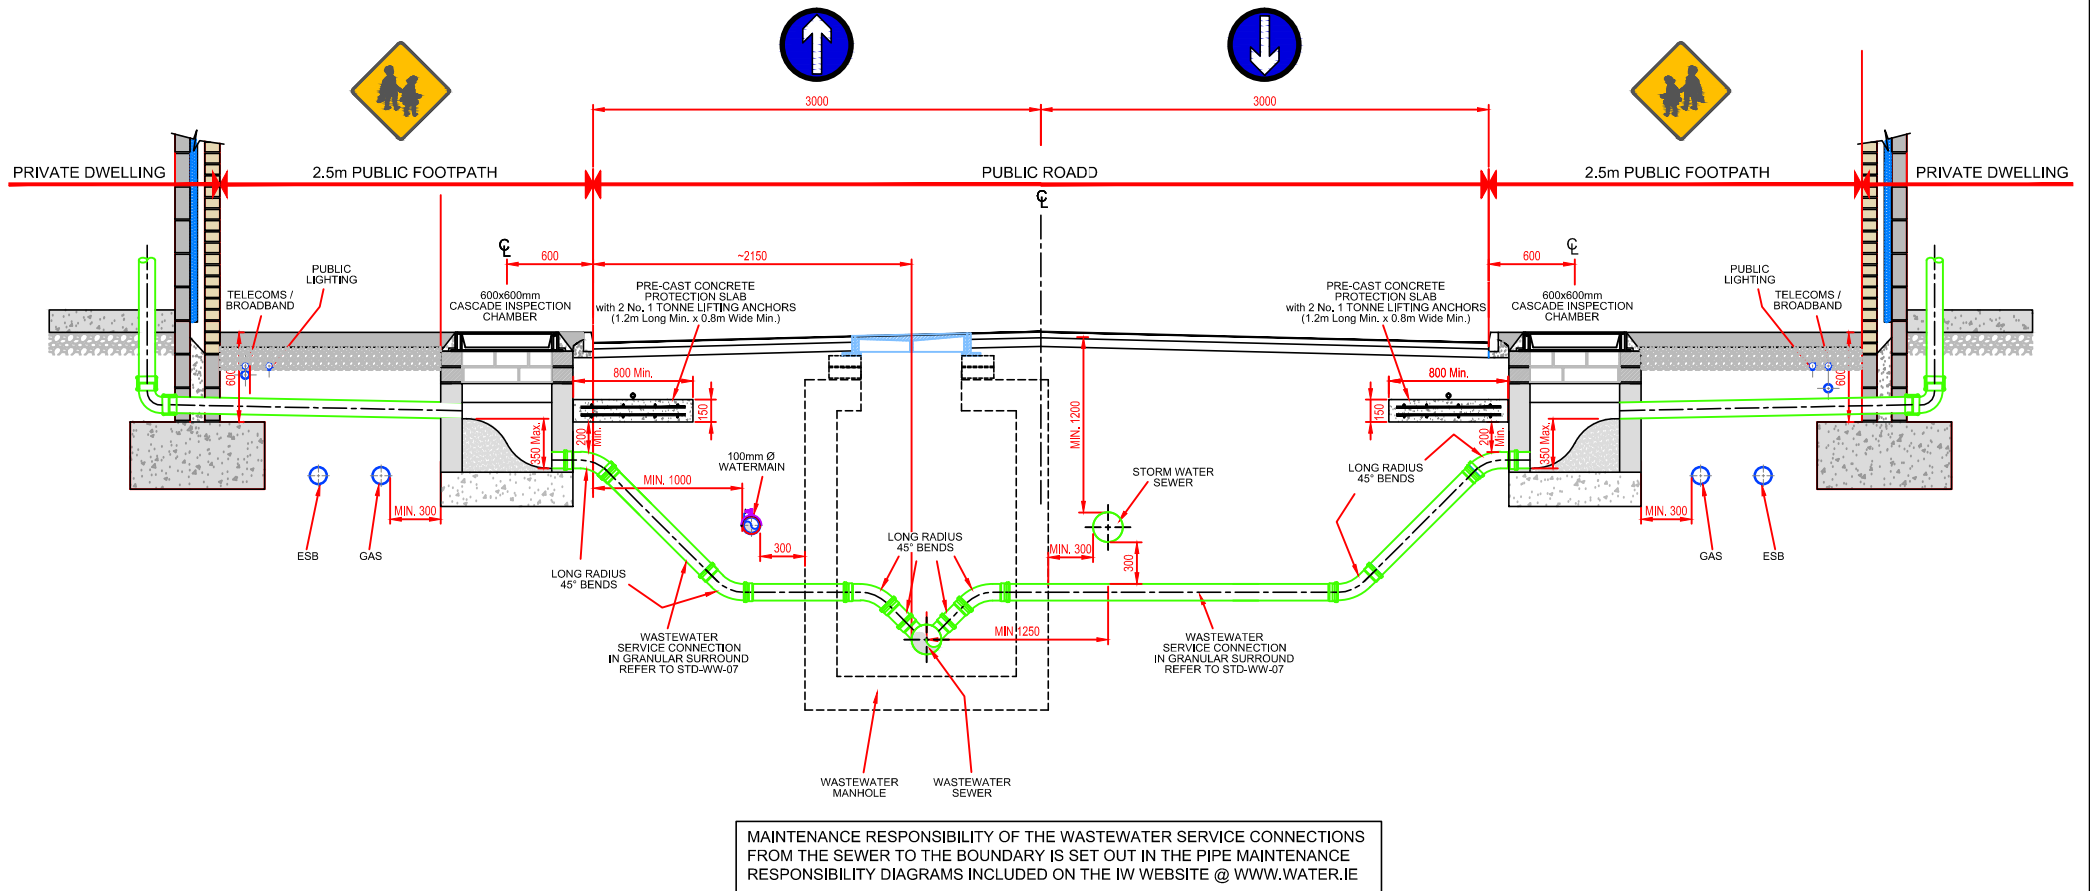 3000
3000
PRIVATE DWELLING
2.5m PUBLIC FOOTPATH
PUBLIC ROADD
2.5m PUBLIC FOOTPATH
PRIVATE DWELLING
℄
℄
℄
600
~2150
600
PUBLIC
LIGHTING
TELECOMS /
BROADBAND
600x600mm
CASCADE INSPECTION
CHAMBER
PRE-CAST CONCRETE
PROTECTION SLAB
with 2 No. 1 TONNE LIFTING ANCHORS
(1.2m Long Min. x 0.8m Wide Min.)
PRE-CAST CONCRETE
PROTECTION SLAB
with 2 No. 1 TONNE LIFTING ANCHORS
(1.2m Long Min. x 0.8m Wide Min.)
600x600mm
CASCADE INSPECTION
CHAMBER
PUBLIC
LIGHTING
TELECOMS /
BROADBAND
600
800 Min.
150
200
Min.
350 Max.
MIN. 1200
800 Min.
150
200
Min.
350 Max.
600
100mm Ø
WATERMAIN
MIN. 1000
STORM WATER
SEWER
LONG RADIUS
45° BENDS
MIN. 300
ESB
GAS
300
LONG RADIUS
45° BENDS
MIN. 300
300
MIN. 300
GAS
ESB
LONG RADIUS
45° BENDS
MIN 1250
WASTEWATER
SERVICE CONNECTION
IN GRANULAR SURROUND
REFER TO STD-WW-07
WASTEWATER
SERVICE CONNECTION
IN GRANULAR SURROUND
REFER TO STD-WW-07
WASTEWATER
MANHOLE
WASTEWATER
SEWER
MAINTENANCE RESPONSIBILITY OF THE WASTEWATER SERVICE CONNECTIONS
FROM THE SEWER TO THE BOUNDARY IS SET OUT IN THE PIPE MAINTENANCE
RESPONSIBILITY DIAGRAMS INCLUDED ON THE IW WEBSITE @ WWW.WATER.IE